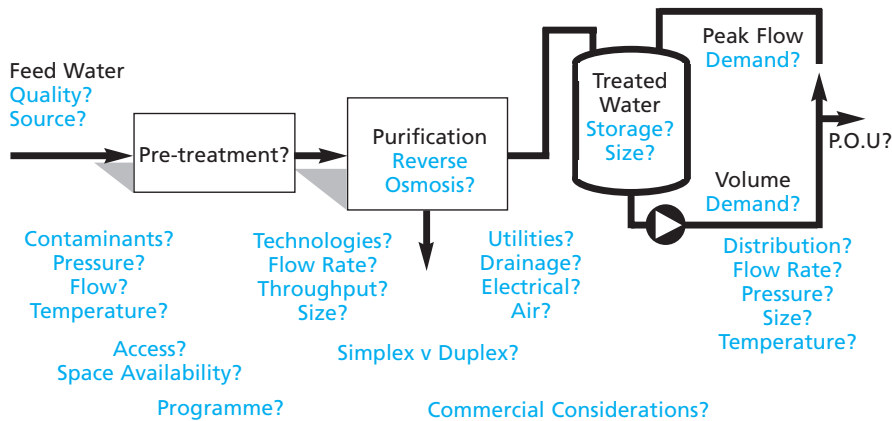 Feed Water
Quality?
Source?
Pre-treatment?
Purification
Reverse
Osmosis?
Treated
Water
Storage?
Size?
Peak Flow
Demand?
P.O.U?
Volume
Demand?
Contaminants?
Pressure?
Flow?
Temperature?
Technologies?
Flow Rate?
Throughput?
Size?
Utilities?
Drainage?
Electrical?
Air?
Distribution?
Flow Rate?
Pressure?
Size?
Temperature?
Access?
Space Availability?
Simplex v Duplex?
Programme?
Commercial Considerations?